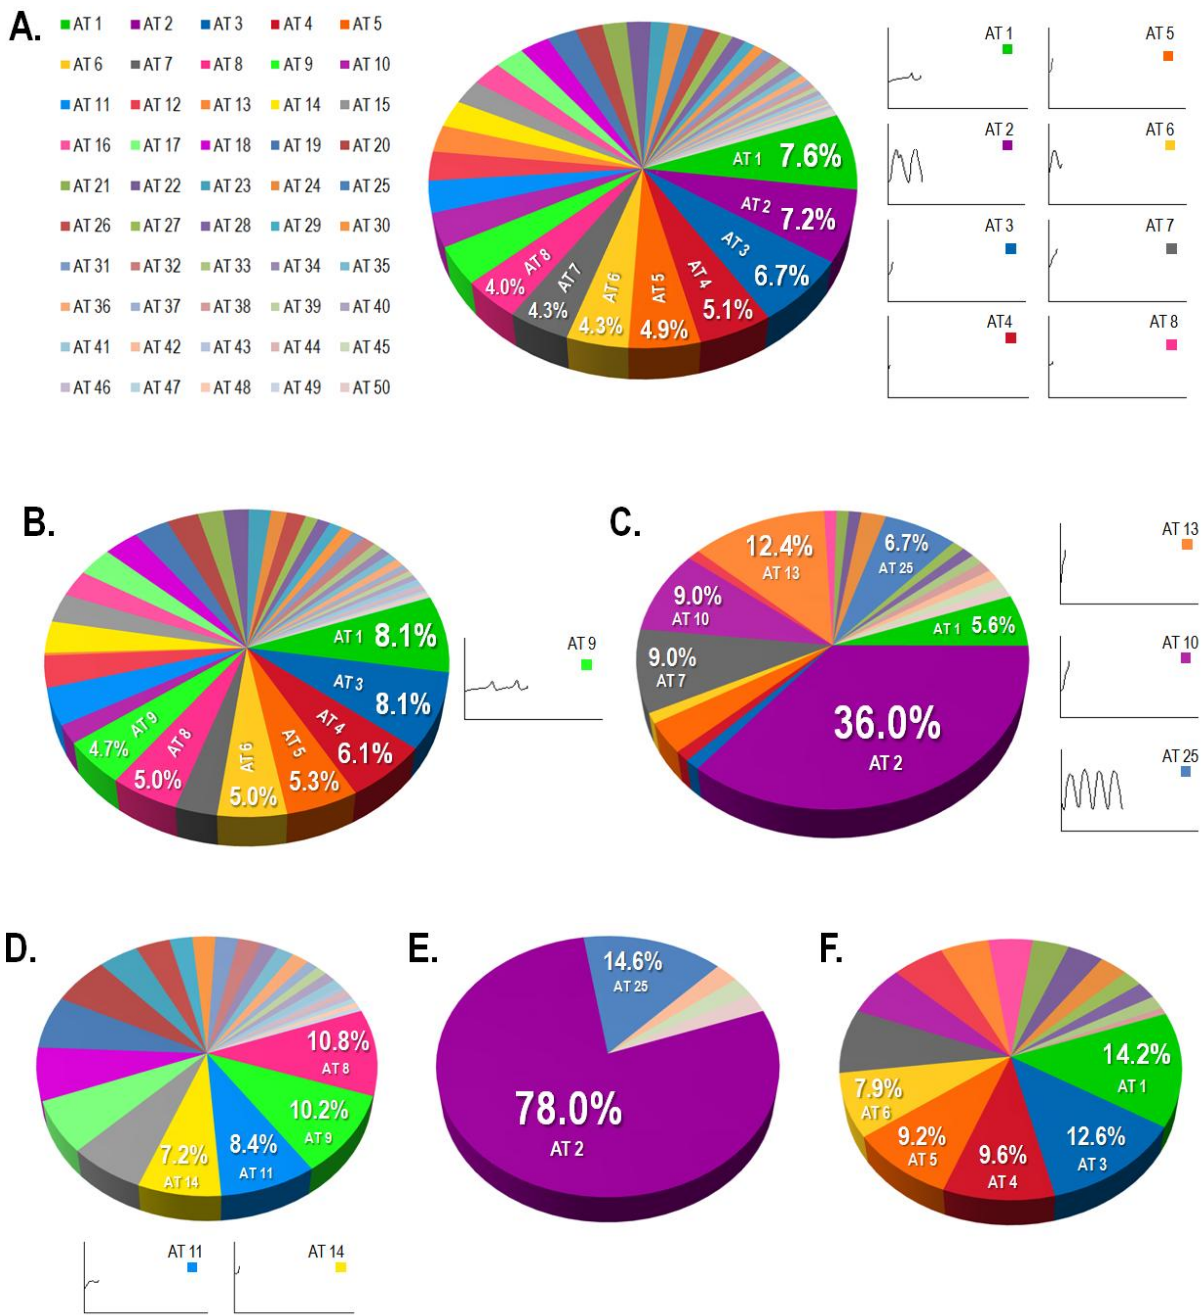 A.
AT 1 AT 2 AT 3 AT 4 AT 5
AT 6 AT 7 AT 8 AT 9 AT 10
AT 11 AT 12 AT 13 AT 14 AT 15
AT 16 AT 17 AT 18 AT 19 AT 20
AT 21 AT 22 AT 23 AT 24 AT 25
AT 26 AT 27 AT 28 AT 29 AT 30
AT 31 AT 32 AT 33 AT 34 AT 35
AT 36 AT 37 AT 38 AT 39 AT 40
AT 41 AT 42 AT 43 AT 44 AT 45
AT 46 AT 47 AT 48 AT 49 AT 50
AT 1 7.6%
AT 2 7.2%
AT 3 6.7%
AT 4 5.1%
AT 5 4.9%
AT 6 4.3%
AT 7 4.3%
AT 8 4.0%
AT 1 AT 5
AT 2 AT 6
AT 3 AT 7
AT4 AT 8
B.
AT 1 8.1%
AT 3 8.1%
AT 4 6.1%
AT 5 5.3%
AT 6 5.0%
AT 8 5.0%
AT 9 4.7%
AT 9
C.
12.4%
AT 13
6.7%
AT 25
9.0%
AT 10
AT 1 5.6%
9.0%
AT 7
36.0%
AT 2
AT 13
AT 10
AT 25
D.
10.8%
AT 8
10.2%
AT 9
8.4%
AT 11
7.2%
AT 14
AT 11 AT 14
E.
14.6%
AT 25
78.0%
AT 2
F.
14.2%
AT 1
12.6%
AT 3
9.6%
AT 4
9.2%
AT 5
7.9%
AT 6